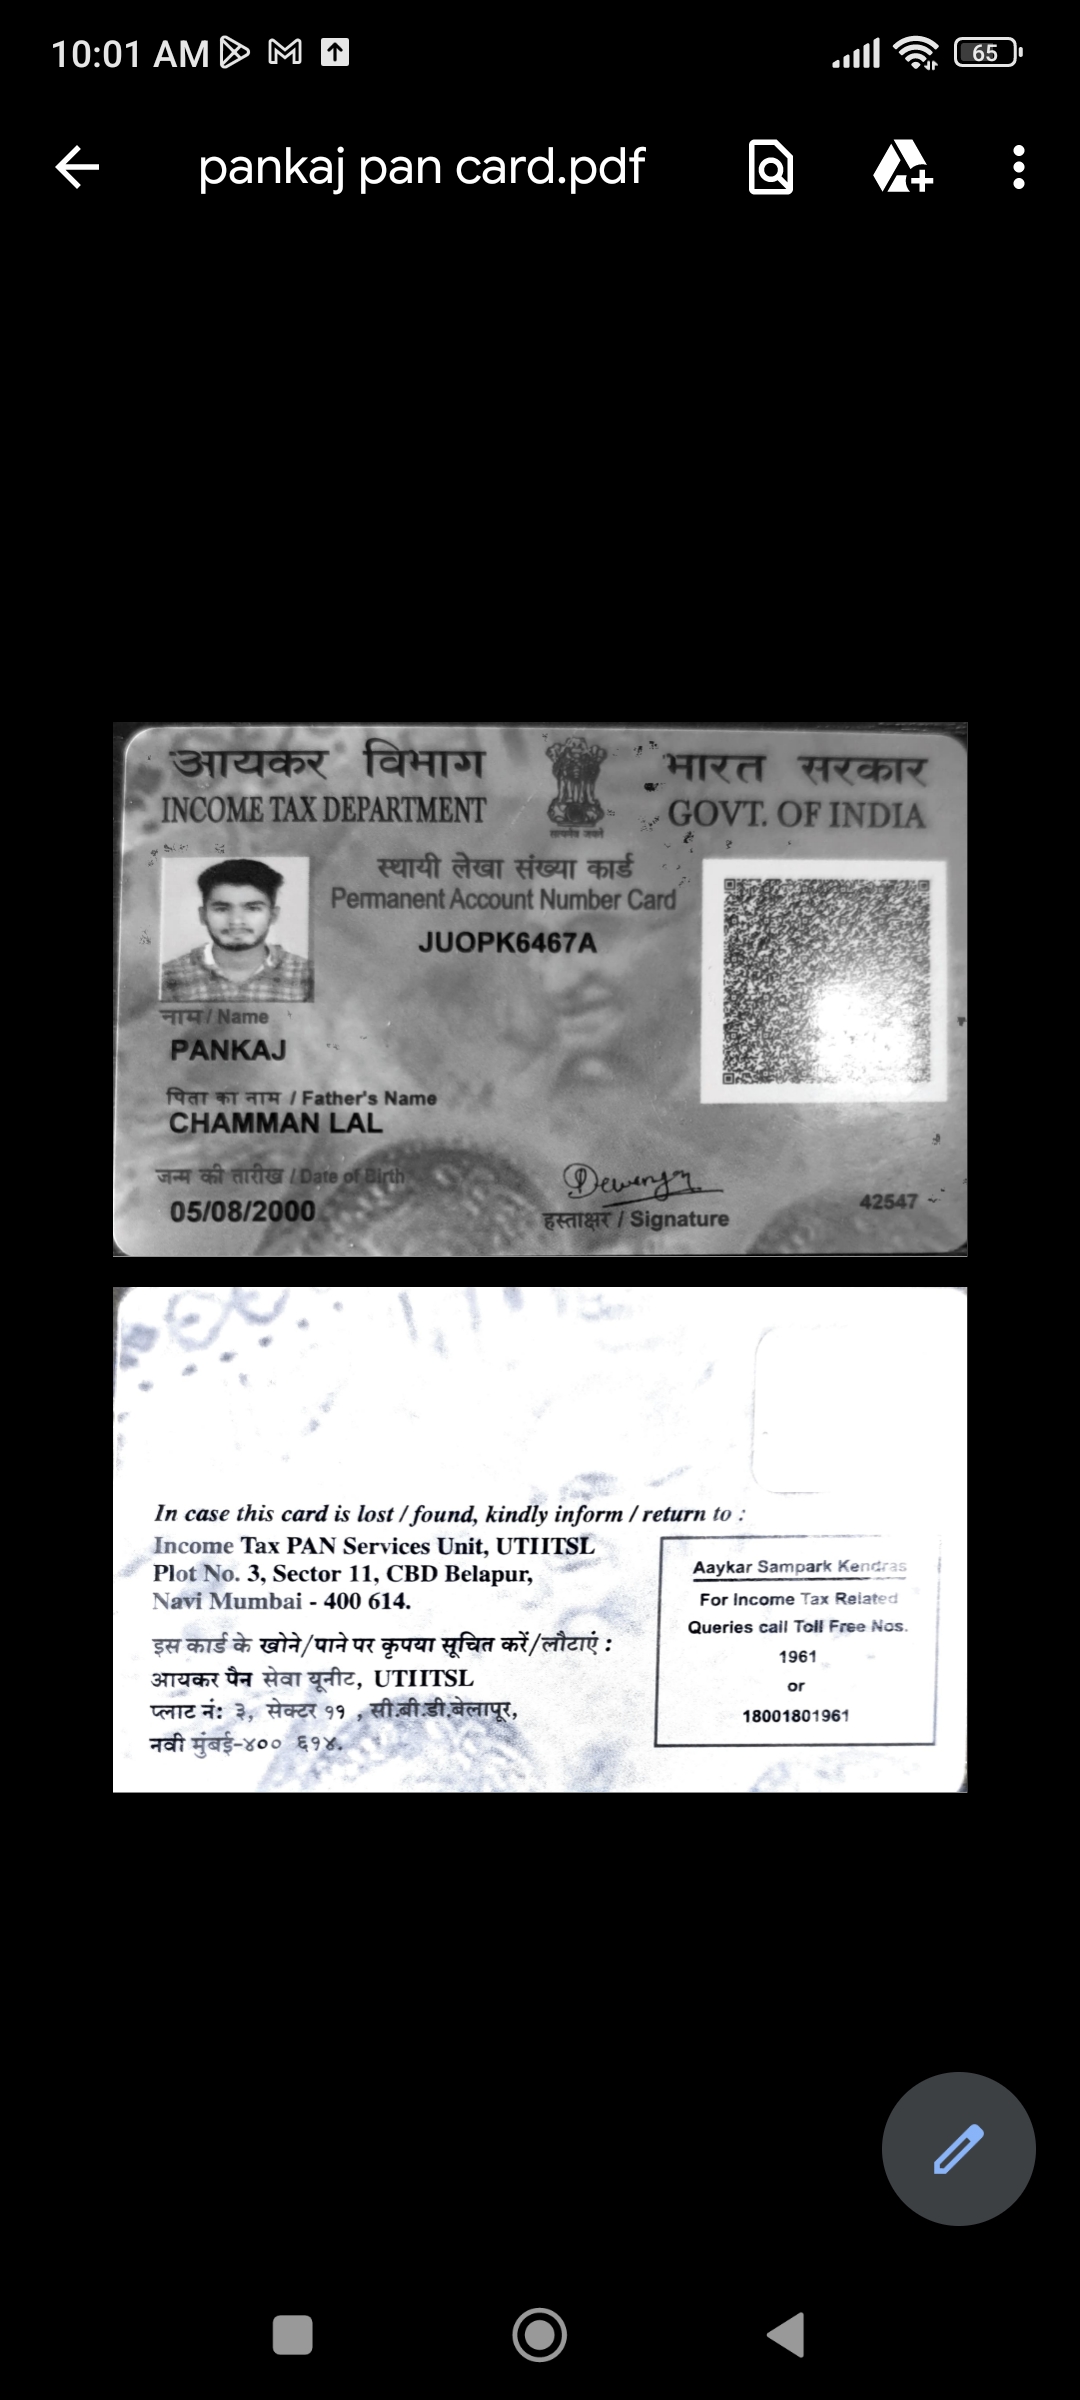 10:01 AM
65
pankaj pan card.pdf
आयकर विभाग
INCOME TAX DEPARTMENT
भारत सरकार
GOVT. OF INDIA
सत्यमेव जयते
स्थायी लेखा संख्या कार्ड
Permanent Account Number Card
JUOPK6467A
नाम / Name
PANKAJ
पिता का नाम / Father's Name
CHAMMAN LAL
जन्म की तारीख / Date of Birth
05/08/2000
हस्ताक्षर / Signature
42547
In case this card is lost / found, kindly inform / return to :
Income Tax PAN Services Unit, UTIITSL
Plot No. 3, Sector 11, CBD Belapur,
Navi Mumbai - 400 614.
इस कार्ड के खोने/पाने पर कृपया सूचित करें/लौटाएं :
आयकर पैन सेवा यूनीट, UTIITSL
प्लाट नं: ३, सेक्टर ११ , सी.बी.डी.बेलापूर,
नवी मुंबई-४०० ६१४.
Aaykar Sampark Kendras
For Income Tax Related
Queries call Toll Free Nos.
1961
or
18001801961